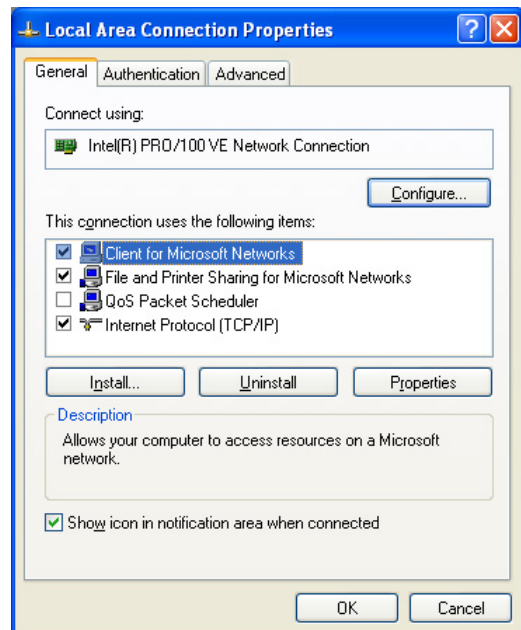 Local Area Connection Properties
General Authentication Advanced
Connect using:
Intel(R) PRO/100 VE Network Connection
Configure...
This connection uses the following items:
Client for Microsoft Networks
File and Printer Sharing for Microsoft Networks
QoS Packet Scheduler
Internet Protocol (TCP/IP)
Install... Uninstall Properties
Description
Allows your computer to access resources on a Microsoft
network.
Show icon in notification area when connected
OK Cancel